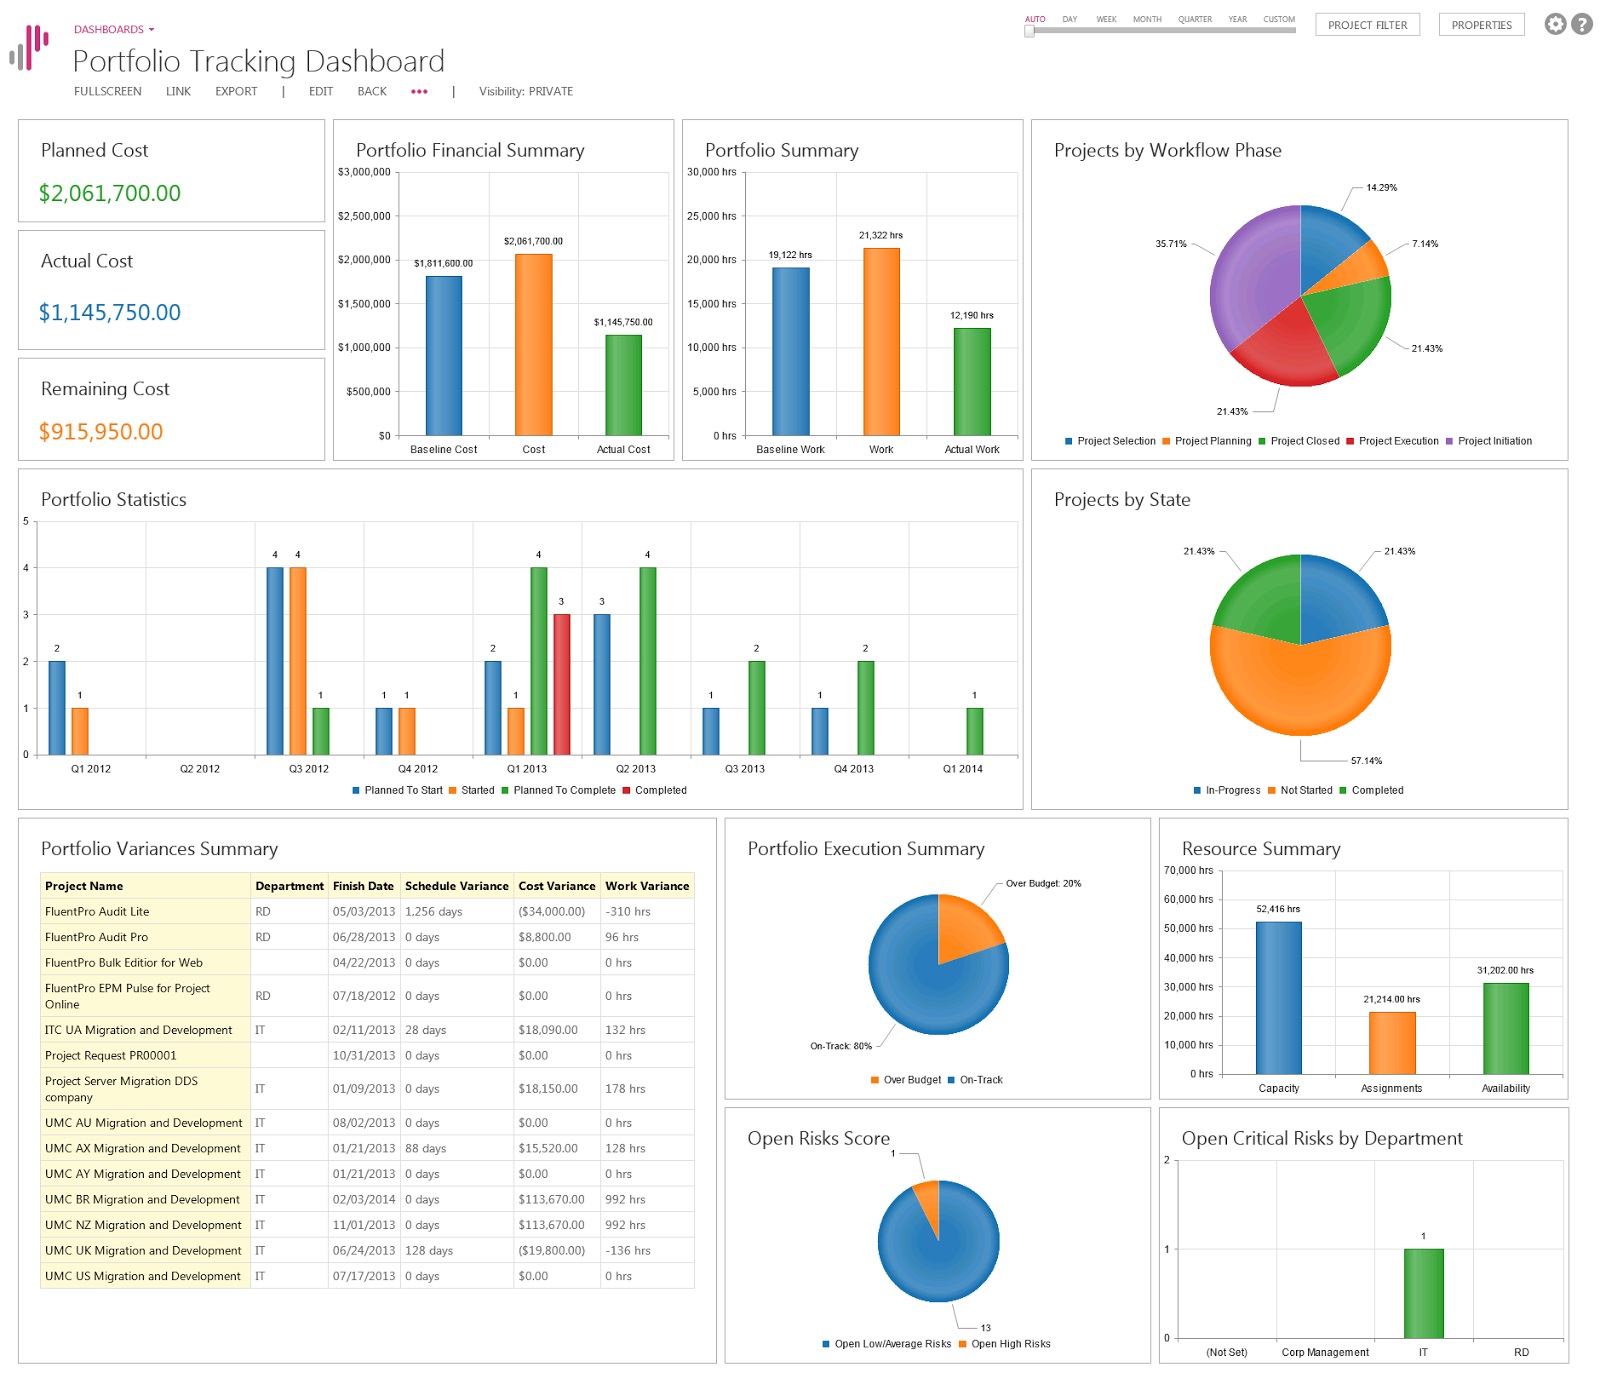 DASHBOARDS
AUTO DAY WEEK MONTH QUARTER YEAR CUSTOM
PROJECT FILTER
PROPERTIES
?
Portfolio Tracking Dashboard
FULLSCREEN LINK EXPORT | EDIT BACK ••• | Visibility: PRIVATE
Planned Cost
$2,061,700.00
Actual Cost
$1,145,750.00
Remaining Cost
$915,950.00
Portfolio Financial Summary
$3,000,000
$2,500,000
$2,000,000
$1,500,000
$1,000,000
$500,000
$0
$1,811,600.00
$2,061,700.00
$1,145,750.00
Baseline Cost Cost Actual Cost
Portfolio Summary
30,000 hrs
25,000 hrs
20,000 hrs
15,000 hrs
10,000 hrs
5,000 hrs
0 hrs
19,122 hrs
21,322 hrs
12,190 hrs
Baseline Work Work Actual Work
Projects by Workflow Phase
14.29%
7.14%
21.43%
21.43%
35.71%
Project Selection Project Planning Project Closed Project Execution Project Initiation
Portfolio Statistics
5
4
3
2
1
0
2 1 4 4 1 1 1 2 1 4 3 3 4 1 2 1 2 1
Q1 2012 Q2 2012 Q3 2012 Q4 2012 Q1 2013 Q2 2013 Q3 2013 Q4 2013 Q1 2014
Planned To Start Started Planned To Complete Completed
Projects by State
21.43% 21.43%
57.14%
In-Progress Not Started Completed
Portfolio Variances Summary
Project Name Department Finish Date Schedule Variance Cost Variance Work Variance
FluentPro Audit Lite RD 05/03/2013 1,256 days ($34,000.00) -310 hrs
FluentPro Audit Pro RD 06/28/2013 0 days $8,800.00 96 hrs
FluentPro Bulk Editior for Web 04/22/2013 0 days $0.00 0 hrs
FluentPro EPM Pulse for Project
Online RD 07/18/2012 0 days $0.00 0 hrs
ITC UA Migration and Development IT 02/11/2013 28 days $18,090.00 132 hrs
Project Request PR00001 10/31/2013 0 days $0.00 0 hrs
Project Server Migration DDS
company IT 01/09/2013 0 days $18,150.00 178 hrs
UMC AU Migration and Development IT 08/02/2013 0 days $0.00 0 hrs
UMC AX Migration and Development IT 01/21/2013 88 days $15,520.00 128 hrs
UMC AY Migration and Development IT 01/21/2013 0 days $0.00 0 hrs
UMC BR Migration and Development IT 02/03/2014 0 days $113,670.00 992 hrs
UMC NZ Migration and Development IT 11/01/2013 0 days $113,670.00 992 hrs
UMC UK Migration and Development IT 06/24/2013 128 days ($19,800.00) -136 hrs
UMC US Migration and Development IT 07/17/2013 0 days $0.00 0 hrs
Portfolio Execution Summary
Over Budget: 20%
On-Track: 80%
Over Budget On-Track
Resource Summary
70,000 hrs
60,000 hrs
50,000 hrs
40,000 hrs
30,000 hrs
20,000 hrs
10,000 hrs
0 hrs
52,416 hrs
21,214.00 hrs
31,202.00 hrs
Capacity Assignments Availability
Open Risks Score
1
13
Open Low/Average Risks Open High Risks
Open Critical Risks by Department
2
1
0
1
(Not Set) Corp Management IT RD